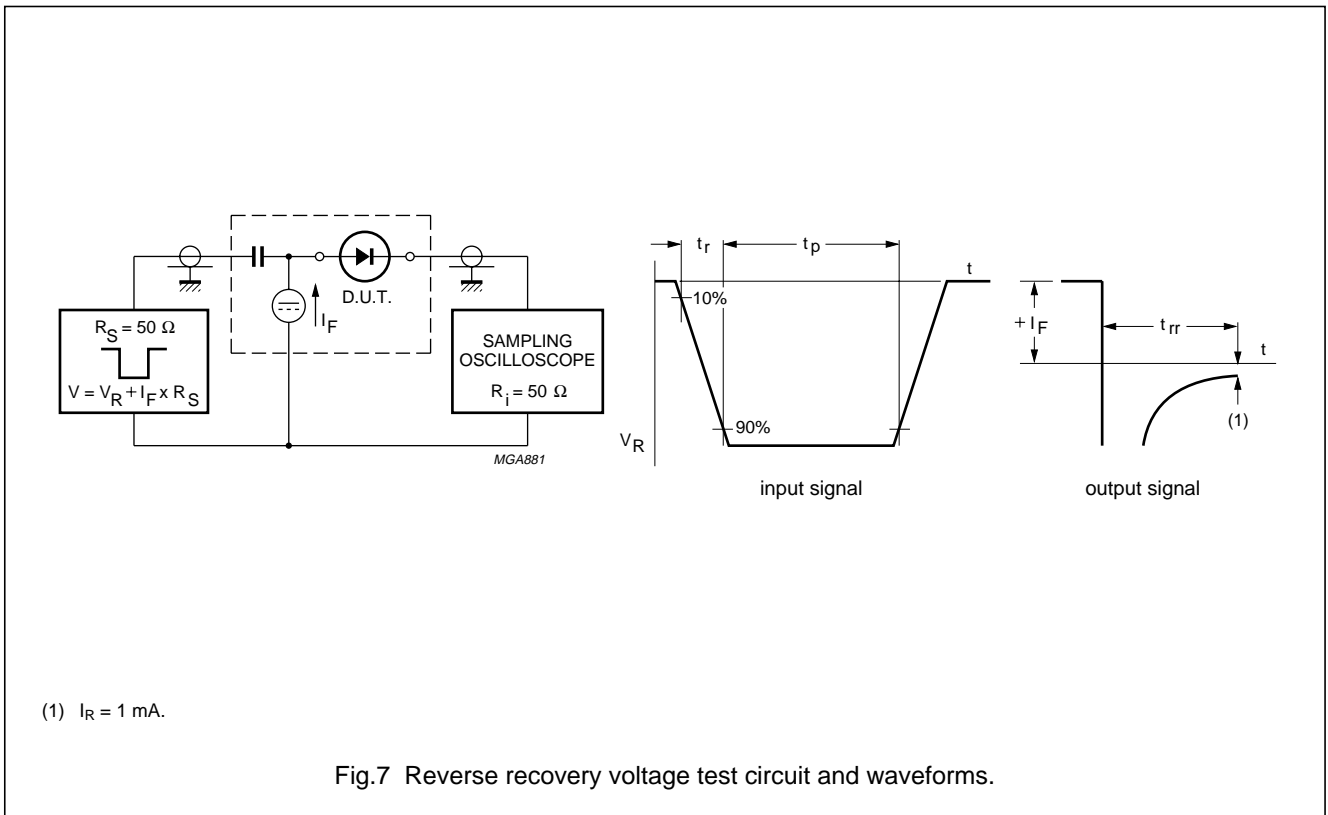 D.U.T.
I_F
R_S = 50 Ω
V = V_R + I_F x R_S
SAMPLING
OSCILLOSCOPE
R_i = 50 Ω
MGA881
t_r
t_p
t
10%
90%
V_R
input signal
+ I_F
t_rr
t
(1)
output signal
(1) I_R = 1 mA.
Fig.7 Reverse recovery voltage test circuit and waveforms.